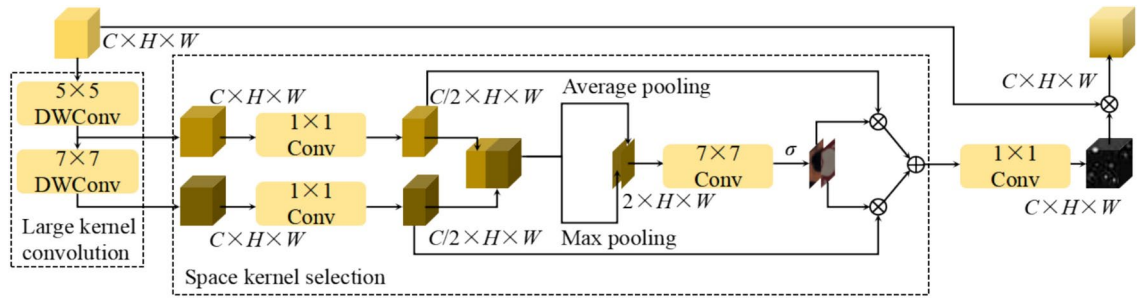 C×H×W
5×5
DWConv
7×7
DWConv
Large kernel
convolution
C×H×W
1×1
Conv
C/2×H×W
C×H×W
1×1
Conv
C/2×H×W
Space kernel selection
Average pooling
2×H×W
Max pooling
7×7
Conv
σ
1×1
Conv
C×H×W
C×H×W